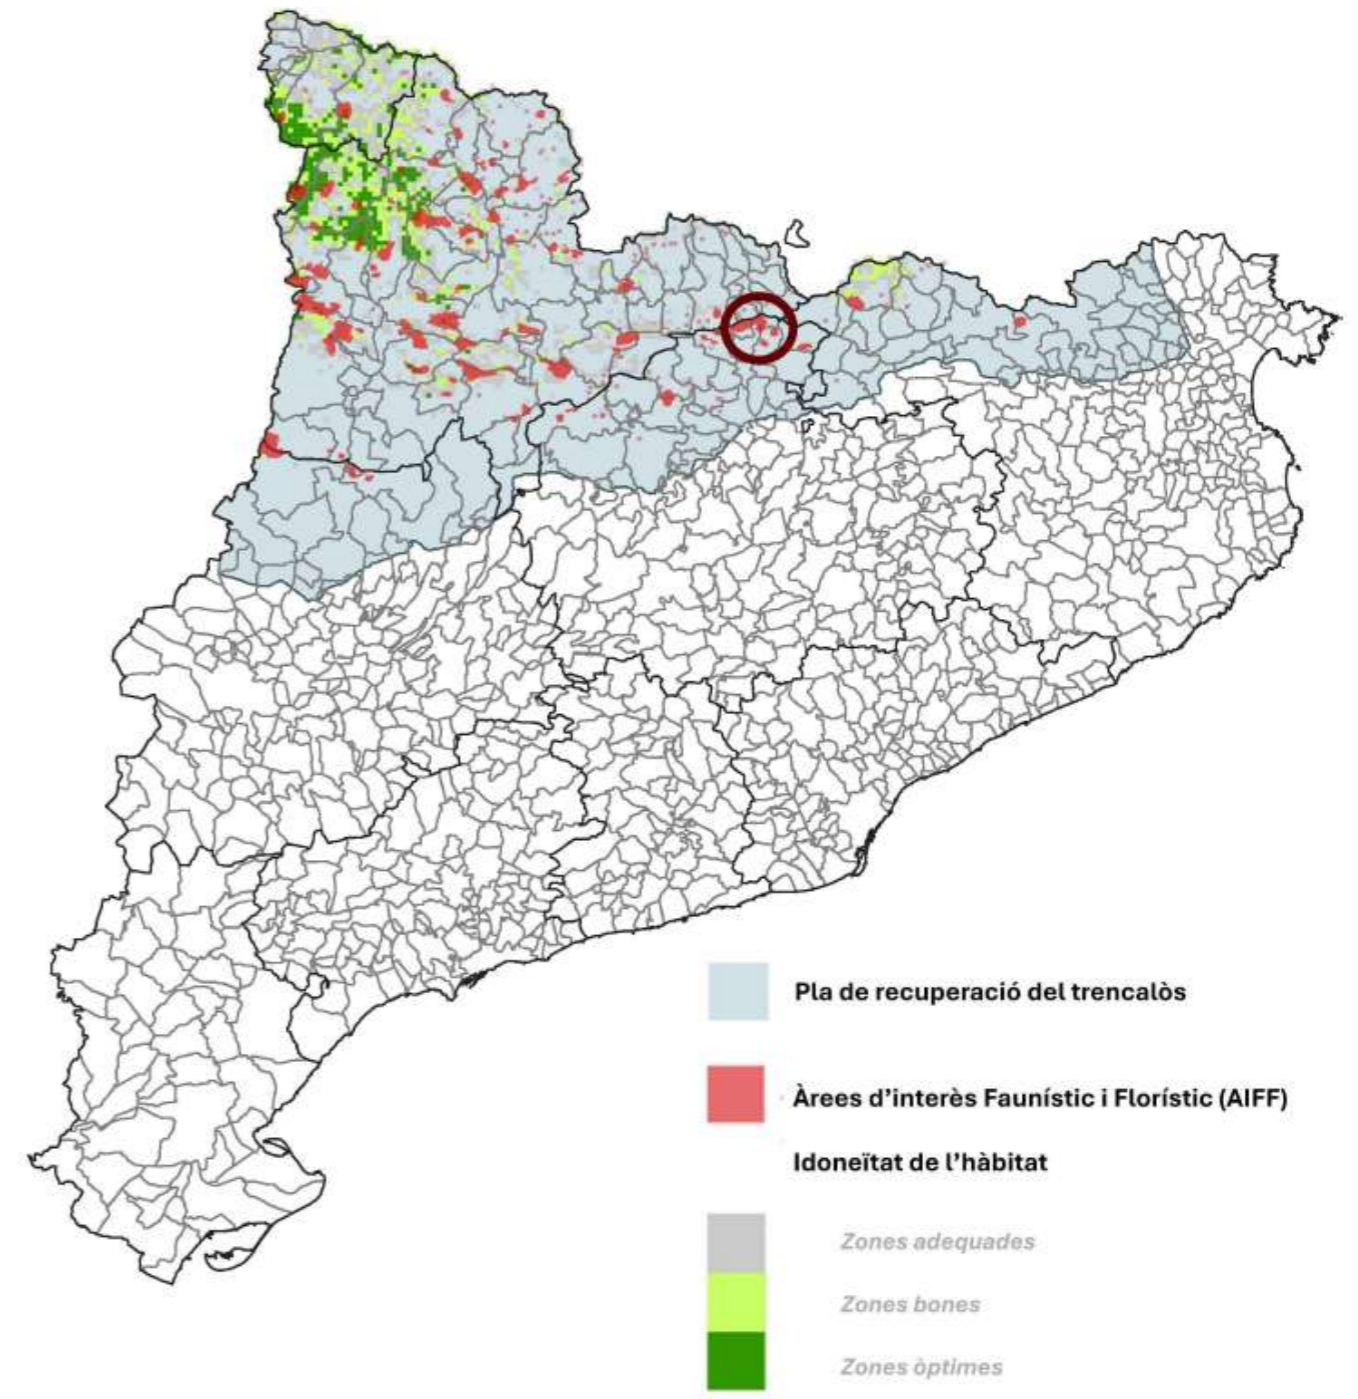 Pla de recuperació del trencalòs
Àrees d'interès Faunístic i Florístic (AIFF)
Idoneïtat de l'hàbitat
Zones adequades
Zones bones
Zones òptimes